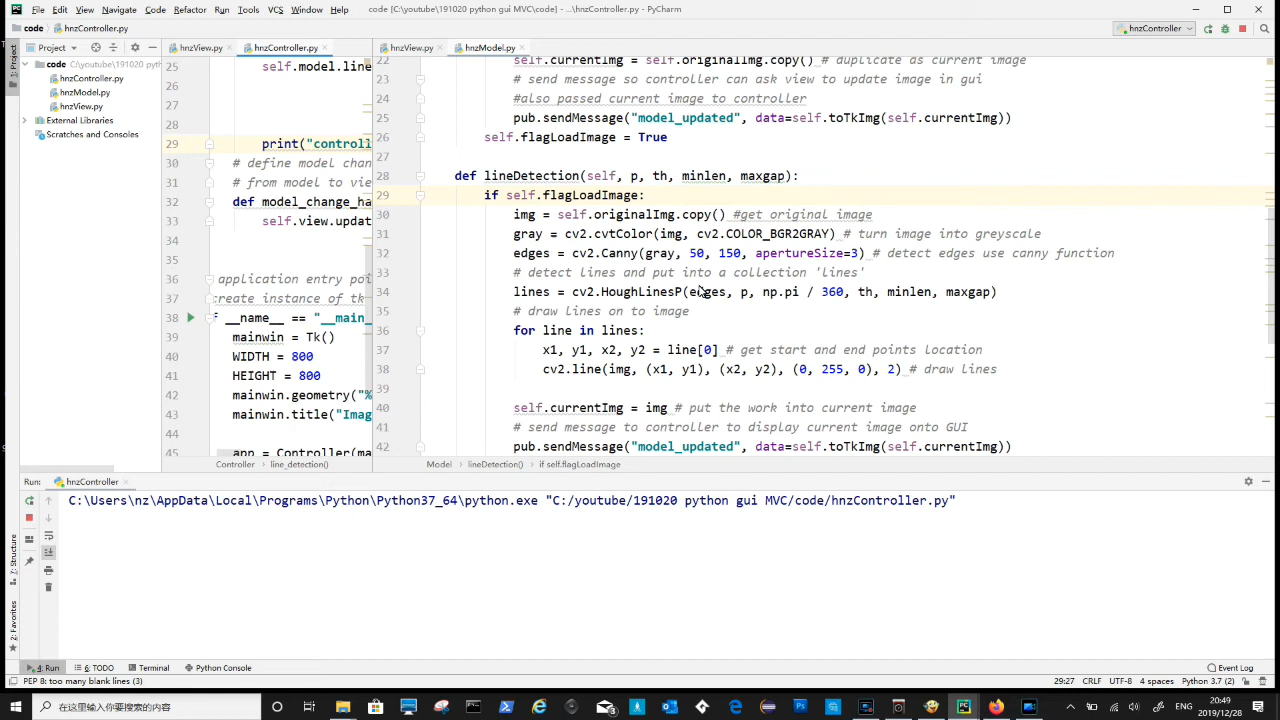 File Edit View Navigate Code Refactor Run Tools VCS Window Help code [C:\youtube\191020 python gui MVC\code] - ...\hnzController.py - PyCharm
code hnzController.py hnzController
Project hnzView.py hnzController.py hnzView.py hnzModel.py
1: Project
code C:\youtube\191020 pyth
hnzController.py
hnzModel.py
hnzView.py
External Libraries
Scratches and Consoles
25 self.model.line
26
27
28
29 print("controll
30 # define model chan
31 # from model to vie
32 def model_change_ha
33 self.view.updat
34
35
36 application entry poi
37 create instance of tk
38 f __name__ == "__main_
39 mainwin = Tk()
40 WIDTH = 800
41 HEIGHT = 800
42 mainwin.geometry("%
43 mainwin.title("Imag
44
45 app = Controller(ma
Controller line_detection()
22 self.currentImg = self.originalImg.copy() # duplicate as current image
23 # send message so controller can ask view to update image in gui
24 #also passed current image to controller
25 pub.sendMessage("model_updated", data=self.toTkImg(self.currentImg))
26 self.flagLoadImage = True
27
28 def lineDetection(self, p, th, minlen, maxgap):
29 if self.flagLoadImage:
30 img = self.originalImg.copy() #get original image
31 gray = cv2.cvtColor(img, cv2.COLOR_BGR2GRAY) # turn image into greyscale
32 edges = cv2.Canny(gray, 50, 150, apertureSize=3) # detect edges use canny function
33 # detect lines and put into a collection 'lines'
34 lines = cv2.HoughLinesP(edges, p, np.pi / 360, th, minlen, maxgap)
35 # draw lines on to image
36 for line in lines:
37 x1, y1, x2, y2 = line[0] # get start and end points location
38 cv2.line(img, (x1, y1), (x2, y2), (0, 255, 0), 2) # draw lines
39
40 self.currentImg = img # put the work into current image
41 # send message to controller to display current image onto GUI
42 pub.sendMessage("model_updated", data=self.toTkImg(self.currentImg))
Model lineDetection() if self.flagLoadImage
Run: hnzController
C:\Users\nz\AppData\Local\Programs\Python\Python37_64\python.exe "C:/youtube/191020 python gui MVC/code/hnzController.py"
7: Structure
2: Favorites
4: Run 6: TODO Terminal Python Console Event Log
PEP 8: too many blank lines (3) 29:27 CRLF UTF-8 4 spaces Python 3.7 (2)
在这里输入你要搜索的内容 英 20:49
2019/12/28